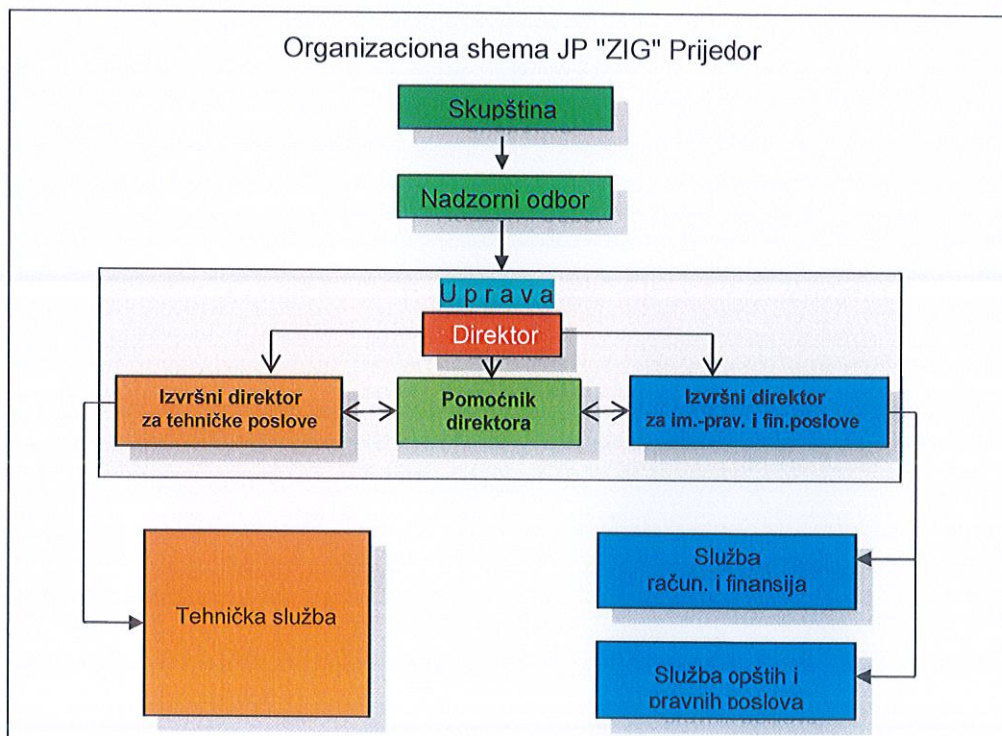 Organizaciona shema JP "ZIG" Prijedor
Skupština
Nadzorni odbor
U p r a v a
Direktor
Izvršni direktor
za tehničke poslove
Pomoćnik
direktora
Izvršni direktor
za im.-prav. i fin.poslove
Tehnička služba
Služba
račun. i finansija
Služba opštih i
pravnih poslova